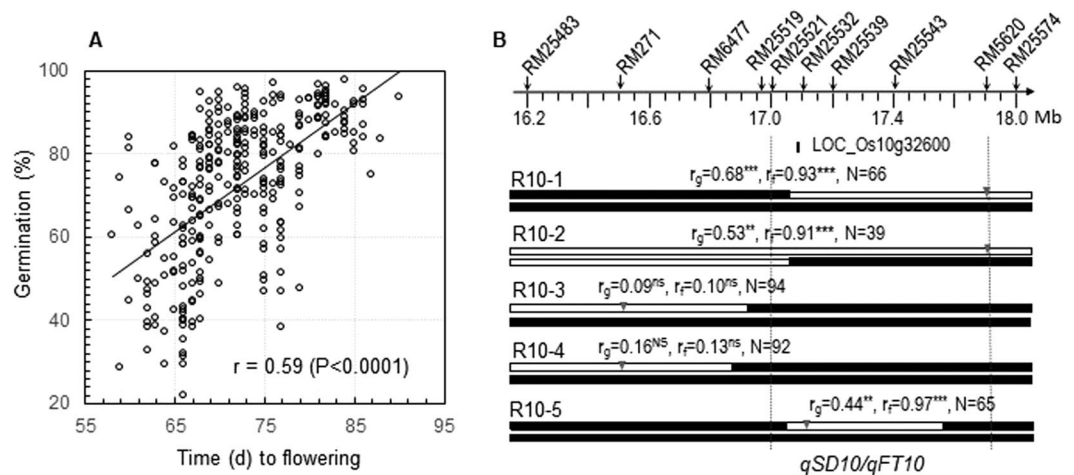 A
100
80
60
40
20
Germination (%)
r = 0.59 (P<0.0001)
55 65 75 85 95
Time (d) to flowering
B
RM25483 RM271 RM6477 RM25519 RM25521 RM25532 RM25539 RM25543 RM5620 RM25574
16.2 16.6 17.0 17.4 18.0 Mb
LOC_Os10g32600
R10-1 rg=0.68***, rf=0.93***, N=66
R10-2 rg=0.53**, rf=0.91***, N=39
R10-3 rg=0.09ns, rf=0.10ns, N=94
R10-4 rg=0.16NS, rf=0.13ns, N=92
R10-5 rg=0.44**, rf=0.97***, N=65
qSD10/qFT10